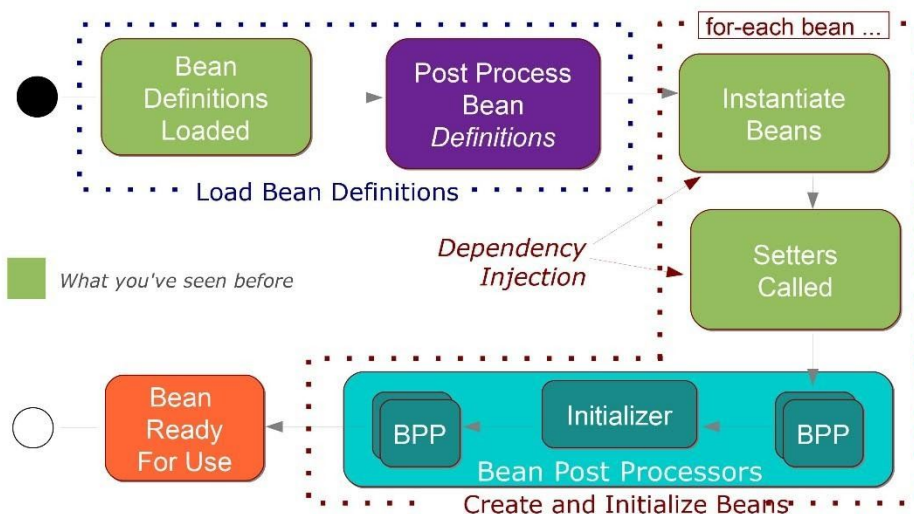 for-each bean ...
Bean
Definitions
Loaded
Post Process
Bean
Definitions
Instantiate
Beans
Load Bean Definitions
Dependency
Injection
Setters
Called
What you've seen before
Bean
Ready
For Use
BPP
Initializer
BPP
Bean Post Processors
Create and Initialize Beans